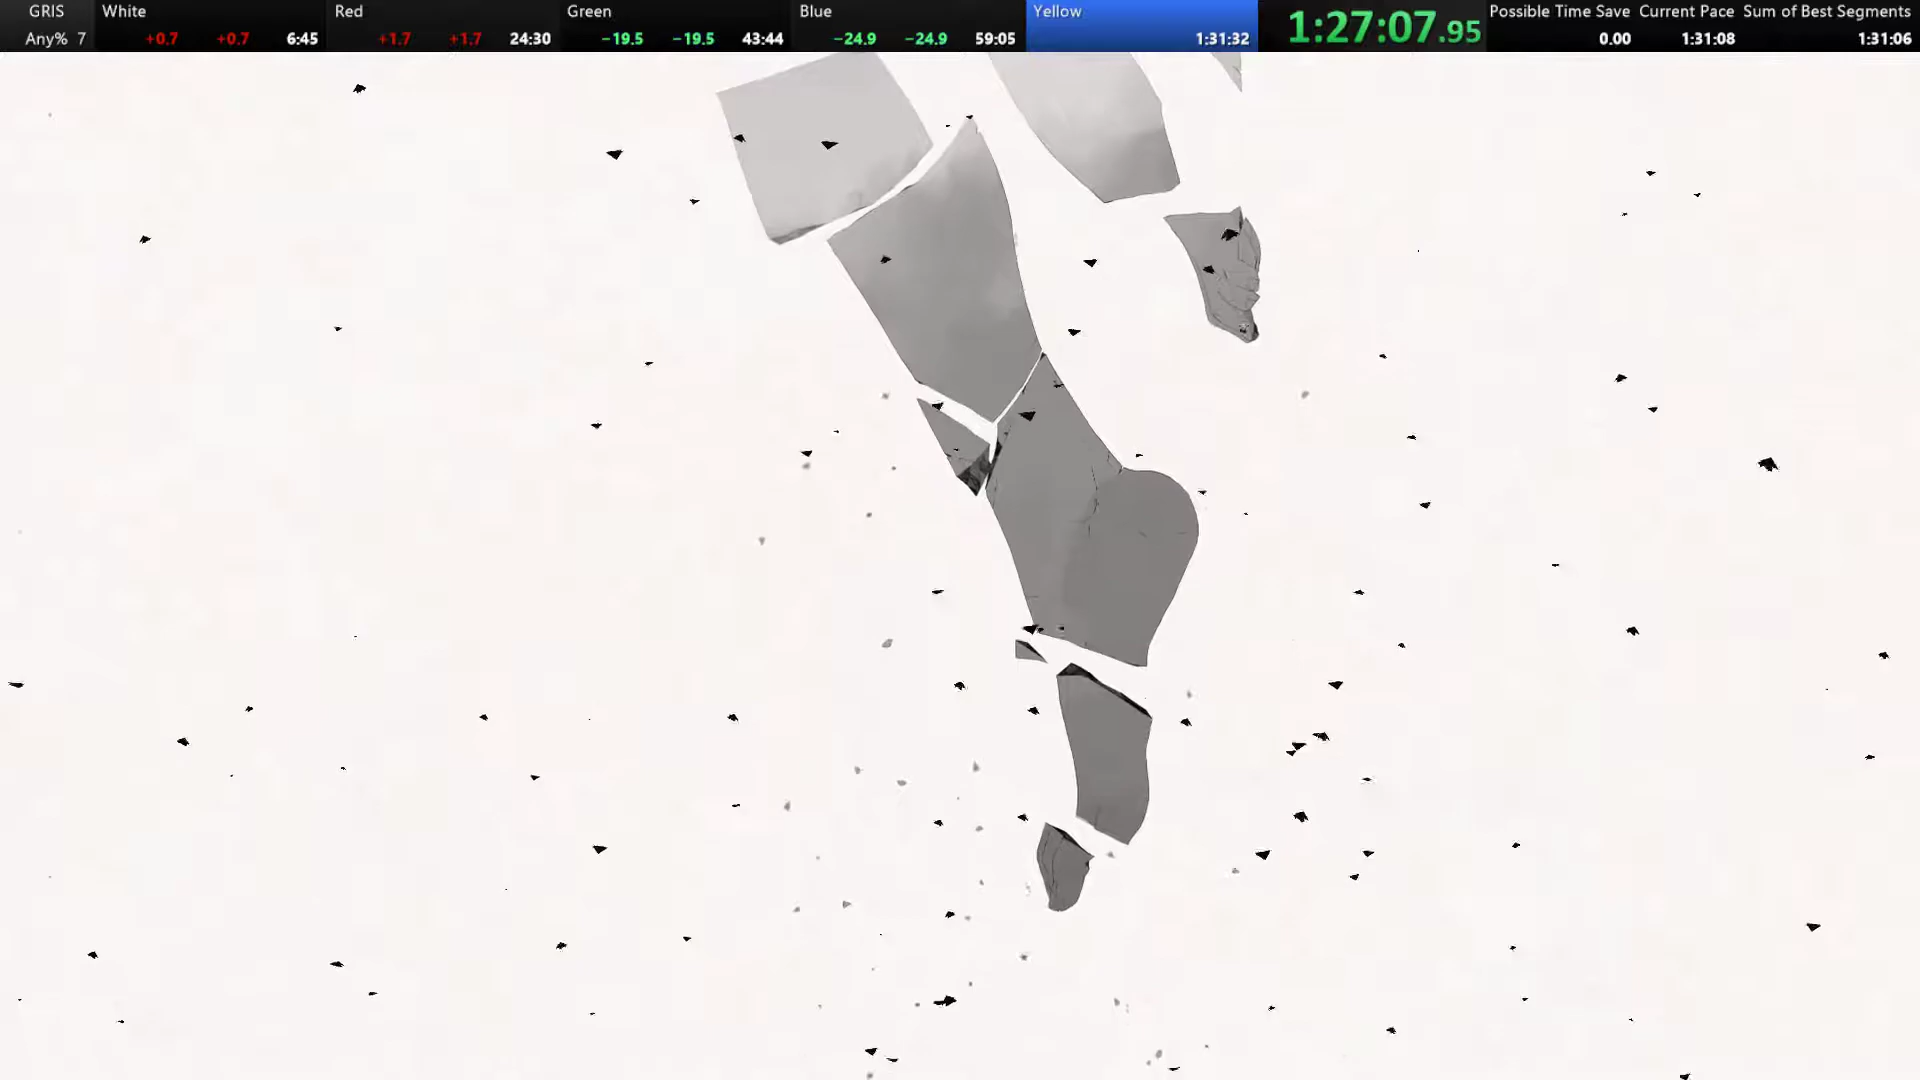 GRIS White Red Green Blue Yellow 1:27:07.95 Possible Time Save Current Pace Sum of Best Segments
Any% 7 +0.7 +0.7 6:45 +1.7 +1.7 24:30 −19.5 −19.5 43:44 −24.9 −24.9 59:05 1:31:32 0.00 1:31:08 1:31:06